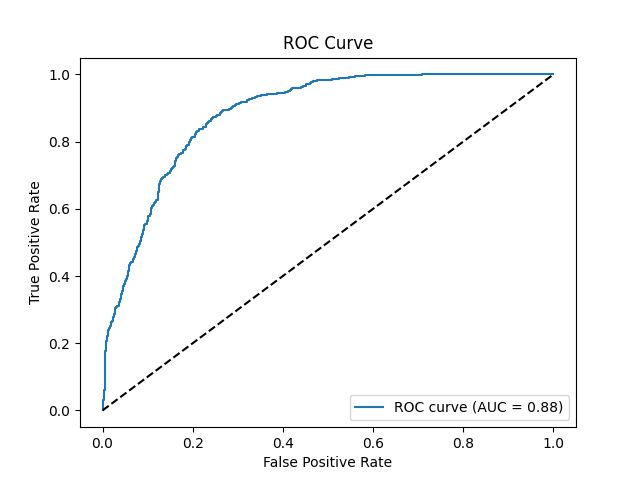 ROC Curve
1.0
0.8
0.6
0.4
0.2
0.0
True Positive Rate
ROC curve (AUC = 0.88)
0.0 0.2 0.4 0.6 0.8 1.0
False Positive Rate